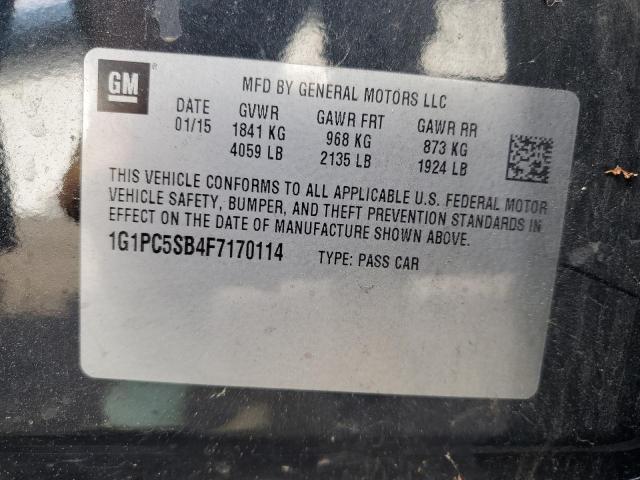 GM ®
MFD BY GENERAL MOTORS LLC
DATE GVWR GAWR FRT GAWR RR
01/15 1841 KG 968 KG 873 KG
4059 LB 2135 LB 1924 LB
THIS VEHICLE CONFORMS TO ALL APPLICABLE U.S. FEDERAL MOTOR
VEHICLE SAFETY, BUMPER, AND THEFT PREVENTION STANDARDS IN
EFFECT ON THE DATE OF MANUFACTURE SHOWN ABOVE.
1G1PC5SB4F7170114 TYPE: PASS CAR